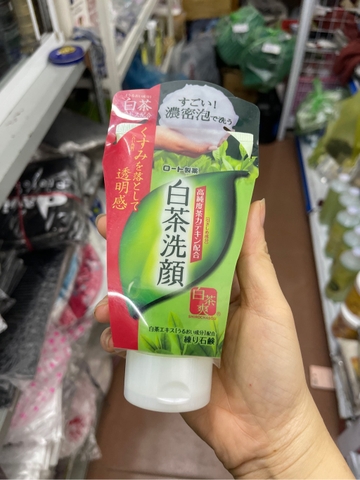 白茶
すごい!
濃密泡で洗う
くすみを落として
透明感
ロート製薬
白茶洗顔
高純度茶カテキン配合
白茶爽
白茶エキス(うるおい成分)配合
練り石鹸